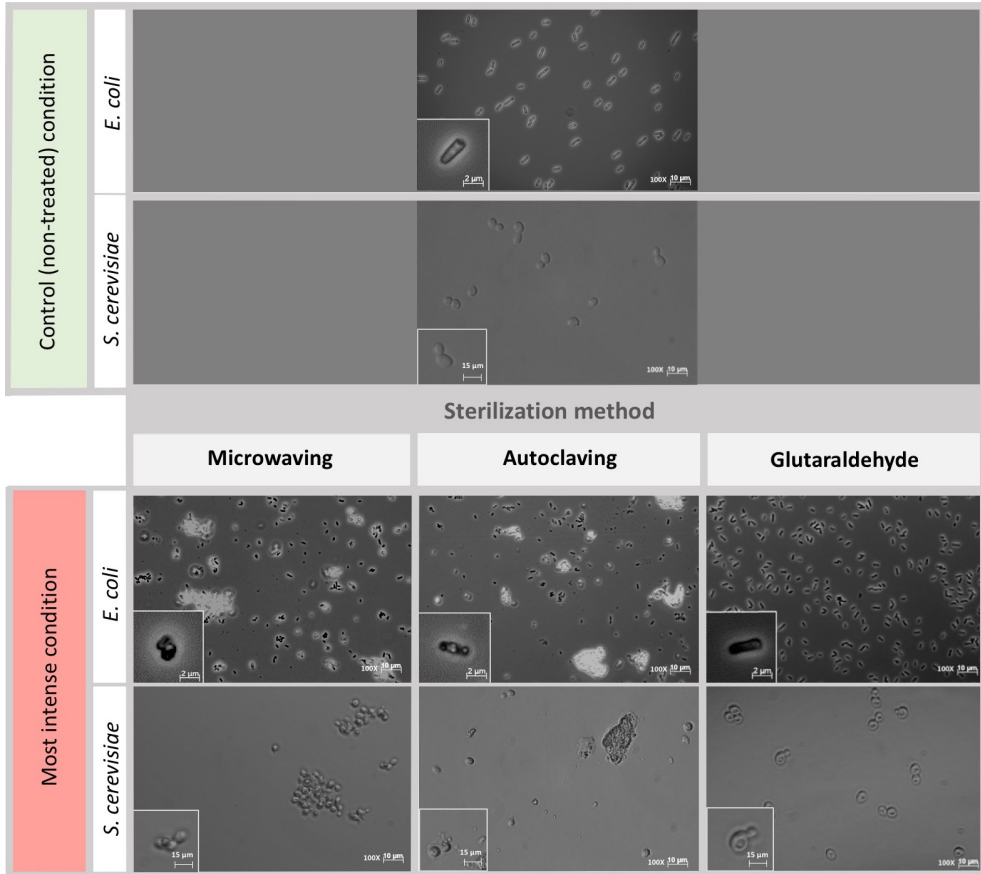 Control (non-treated) condition
E. coli
2 µm
100X 10 µm
S. cerevisiae
15 µm
100X 10 µm
Sterilization method
Microwaving
Autoclaving
Glutaraldehyde
Most intense condition
E. coli
2 µm
100X 10 µm
2 µm
100X 10 µm
2 µm
100X 10 µm
S. cerevisiae
15 µm
100X 10 µm
15 µm
100X 10 µm
15 µm
100X 10 µm